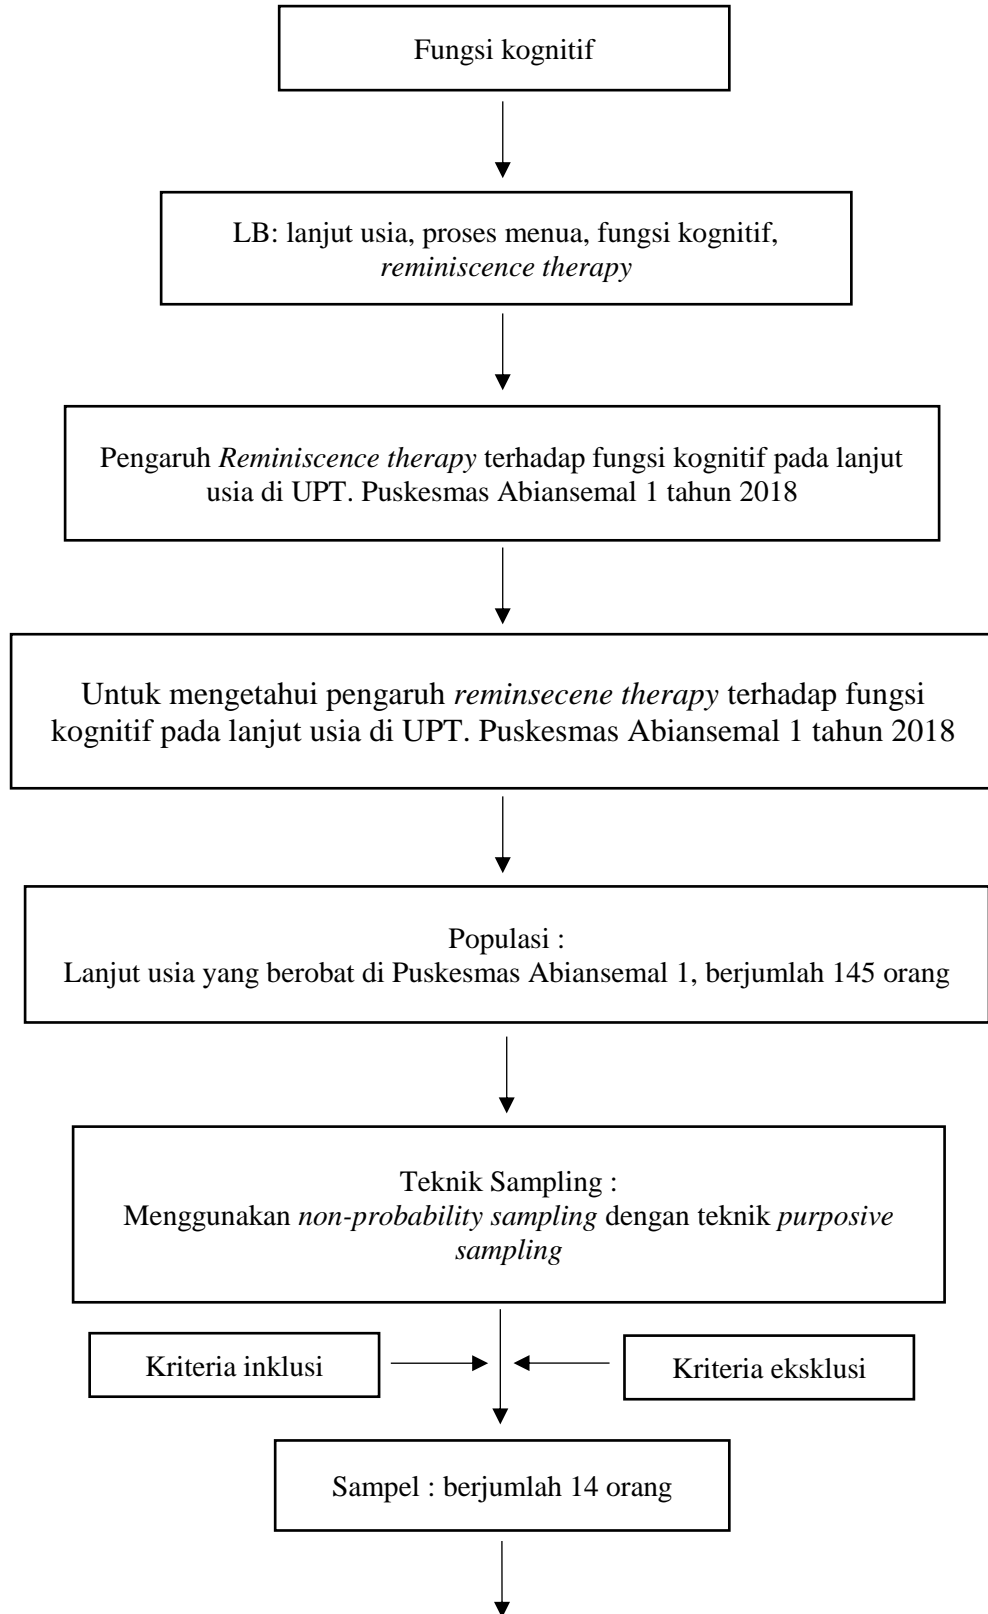 Fungsi kognitif
LB: lanjut usia, proses menua, fungsi kognitif,
reminiscence therapy
Pengaruh Reminiscence therapy terhadap fungsi kognitif pada lanjut
usia di UPT. Puskesmas Abiansemal 1 tahun 2018
Untuk mengetahui pengaruh reminsecene therapy terhadap fungsi
kognitif pada lanjut usia di UPT. Puskesmas Abiansemal 1 tahun 2018
Populasi :
Lanjut usia yang berobat di Puskesmas Abiansemal 1, berjumlah 145 orang
Teknik Sampling :
Menggunakan non-probability sampling dengan teknik purposive
sampling
Kriteria inklusi
Kriteria eksklusi
Sampel : berjumlah 14 orang